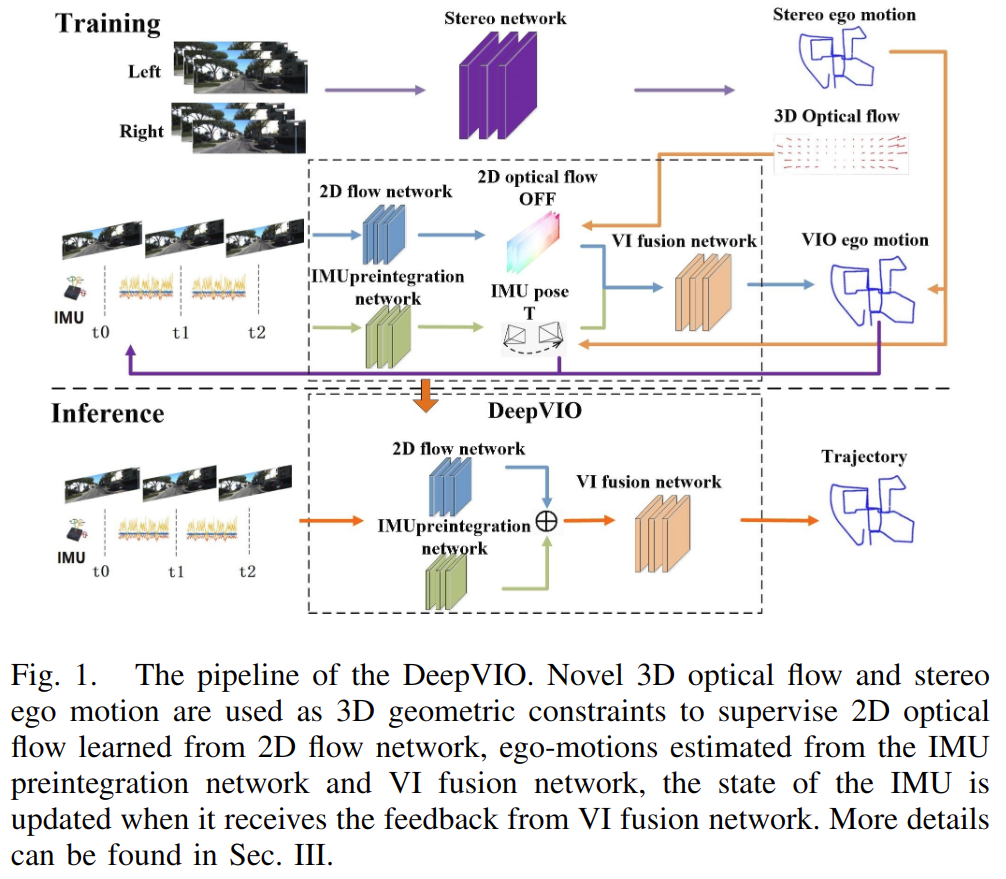 Training
Stereo network
Stereo ego motion
Left
Right
3D Optical flow
2D flow network
2D optical flow
OFF
VI fusion network
VIO ego motion
IMUpreintegration
network
IMU pose
T
IMU
t0
t1
t2
Inference
DeepVIO
2D flow network
VI fusion network
Trajectory
IMUpreintegration
network
IMU
t0
t1
t2
Fig. 1. The pipeline of the DeepVIO. Novel 3D optical flow and stereo
ego motion are used as 3D geometric constraints to supervise 2D optical
flow learned from 2D flow network, ego-motions estimated from the IMU
preintegration network and VI fusion network, the state of the IMU is
updated when it receives the feedback from VI fusion network. More details
can be found in Sec. III.